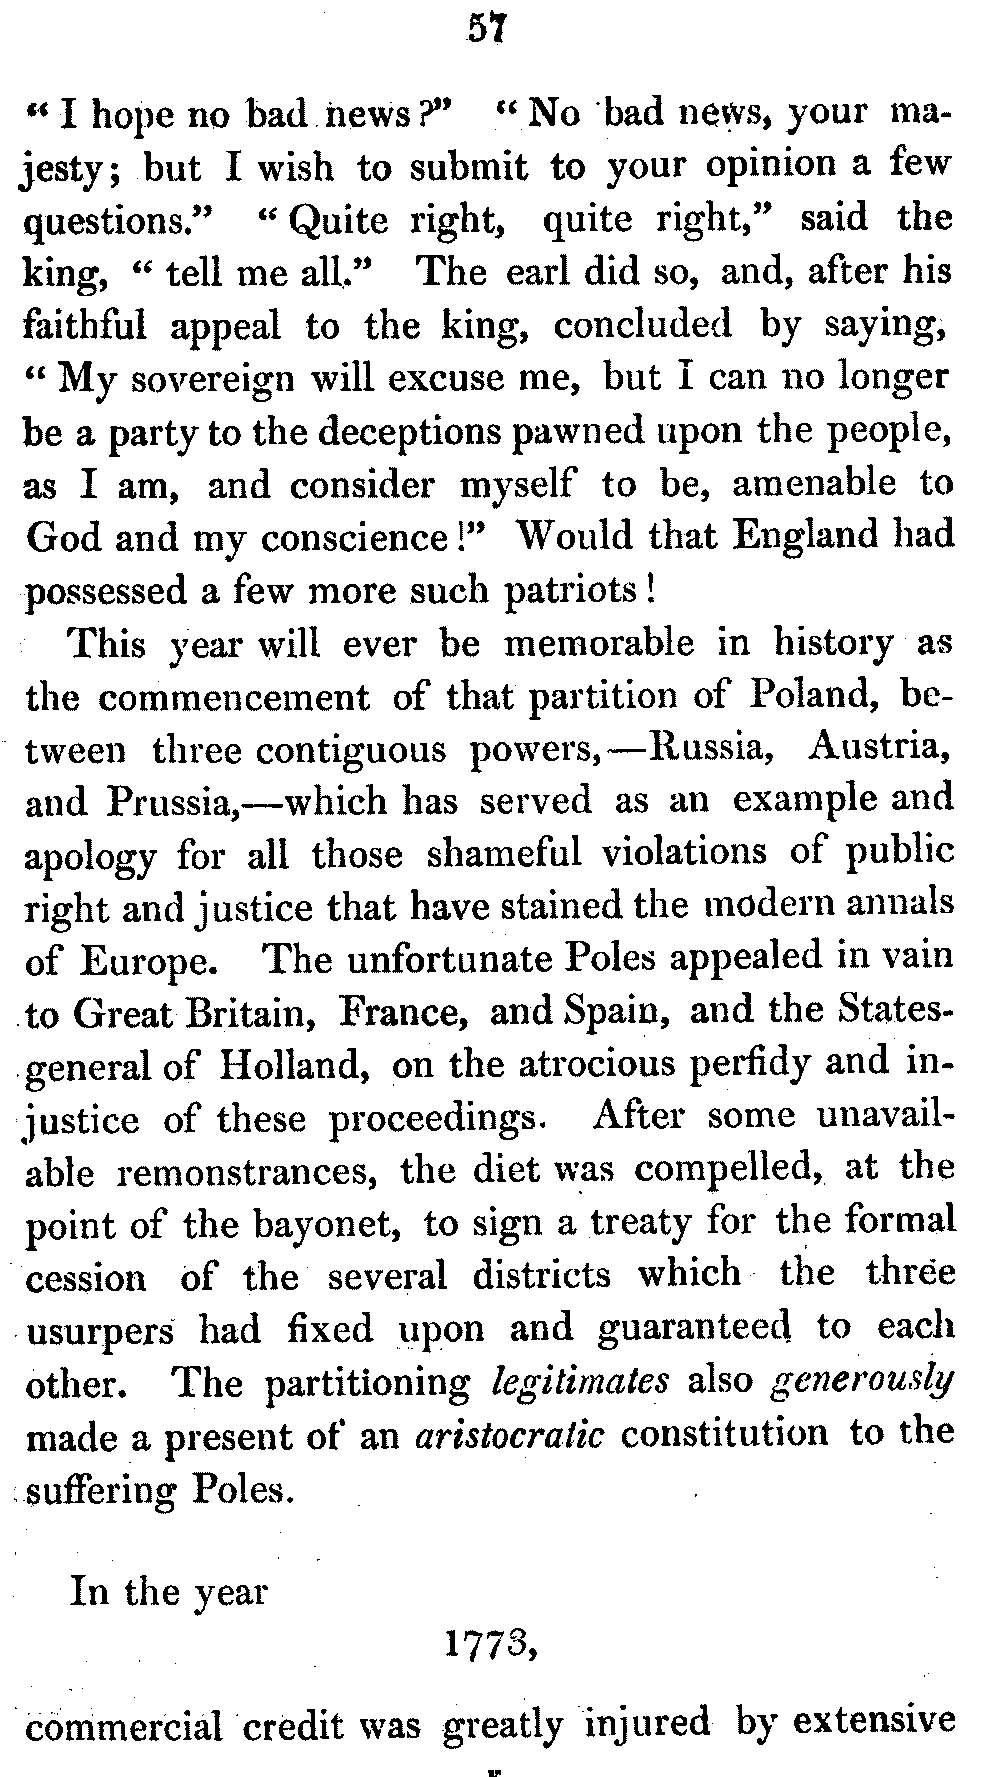 57
“ I hope no bad news ?” “ No bad news, your ma-
jesty; but I wish to submit to your opinion a few
questions.” “ Quite right, quite right,” said the
king, “ tell me all.” The earl did so, and, after his
faithful appeal to the king, concluded by saying,
“ My sovereign will excuse me, but I can no longer
be a party to the deceptions pawned upon the people,
as I am, and consider myself to be, amenable to
God and my conscience !” Would that England had
possessed a few more such patriots !
This year will ever be memorable in history as
the commencement of that partition of Poland, be-
tween three contiguous powers,—Russia, Austria,
and Prussia,—which has served as an example and
apology for all those shameful violations of public
right and justice that have stained the modern annals
of Europe. The unfortunate Poles appealed in vain
to Great Britain, France, and Spain, and the States-
general of Holland, on the atrocious perfidy and in-
justice of these proceedings. After some unavail-
able remonstrances, the diet was compelled, at the
point of the bayonet, to sign a treaty for the formal
cession of the several districts which the three
usurpers had fixed upon and guaranteed to each
other. The partitioning legitimates also generously
made a present of an aristocratic constitution to the
suffering Poles.
In the year
1773,
commercial credit was greatly injured by extensive